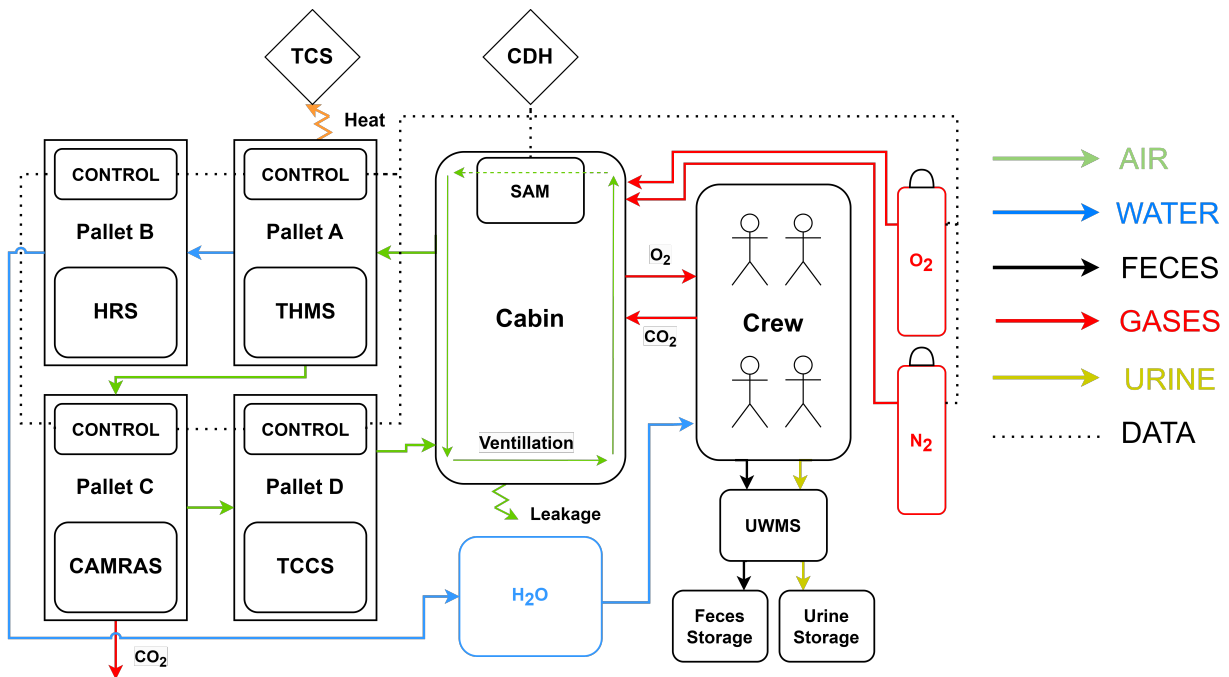 TCS
CDH
Heat
CONTROL
CONTROL
SAM
AIR
Pallet B
Pallet A
WATER
O2
O2
FECES
HRS
THMS
Cabin
Crew
GASES
CO2
URINE
CONTROL
CONTROL
Ventillation
N2
DATA
Pallet C
Pallet D
Leakage
UWMS
CAMRAS
TCCS
H2O
Feces
Storage
Urine
Storage
CO2